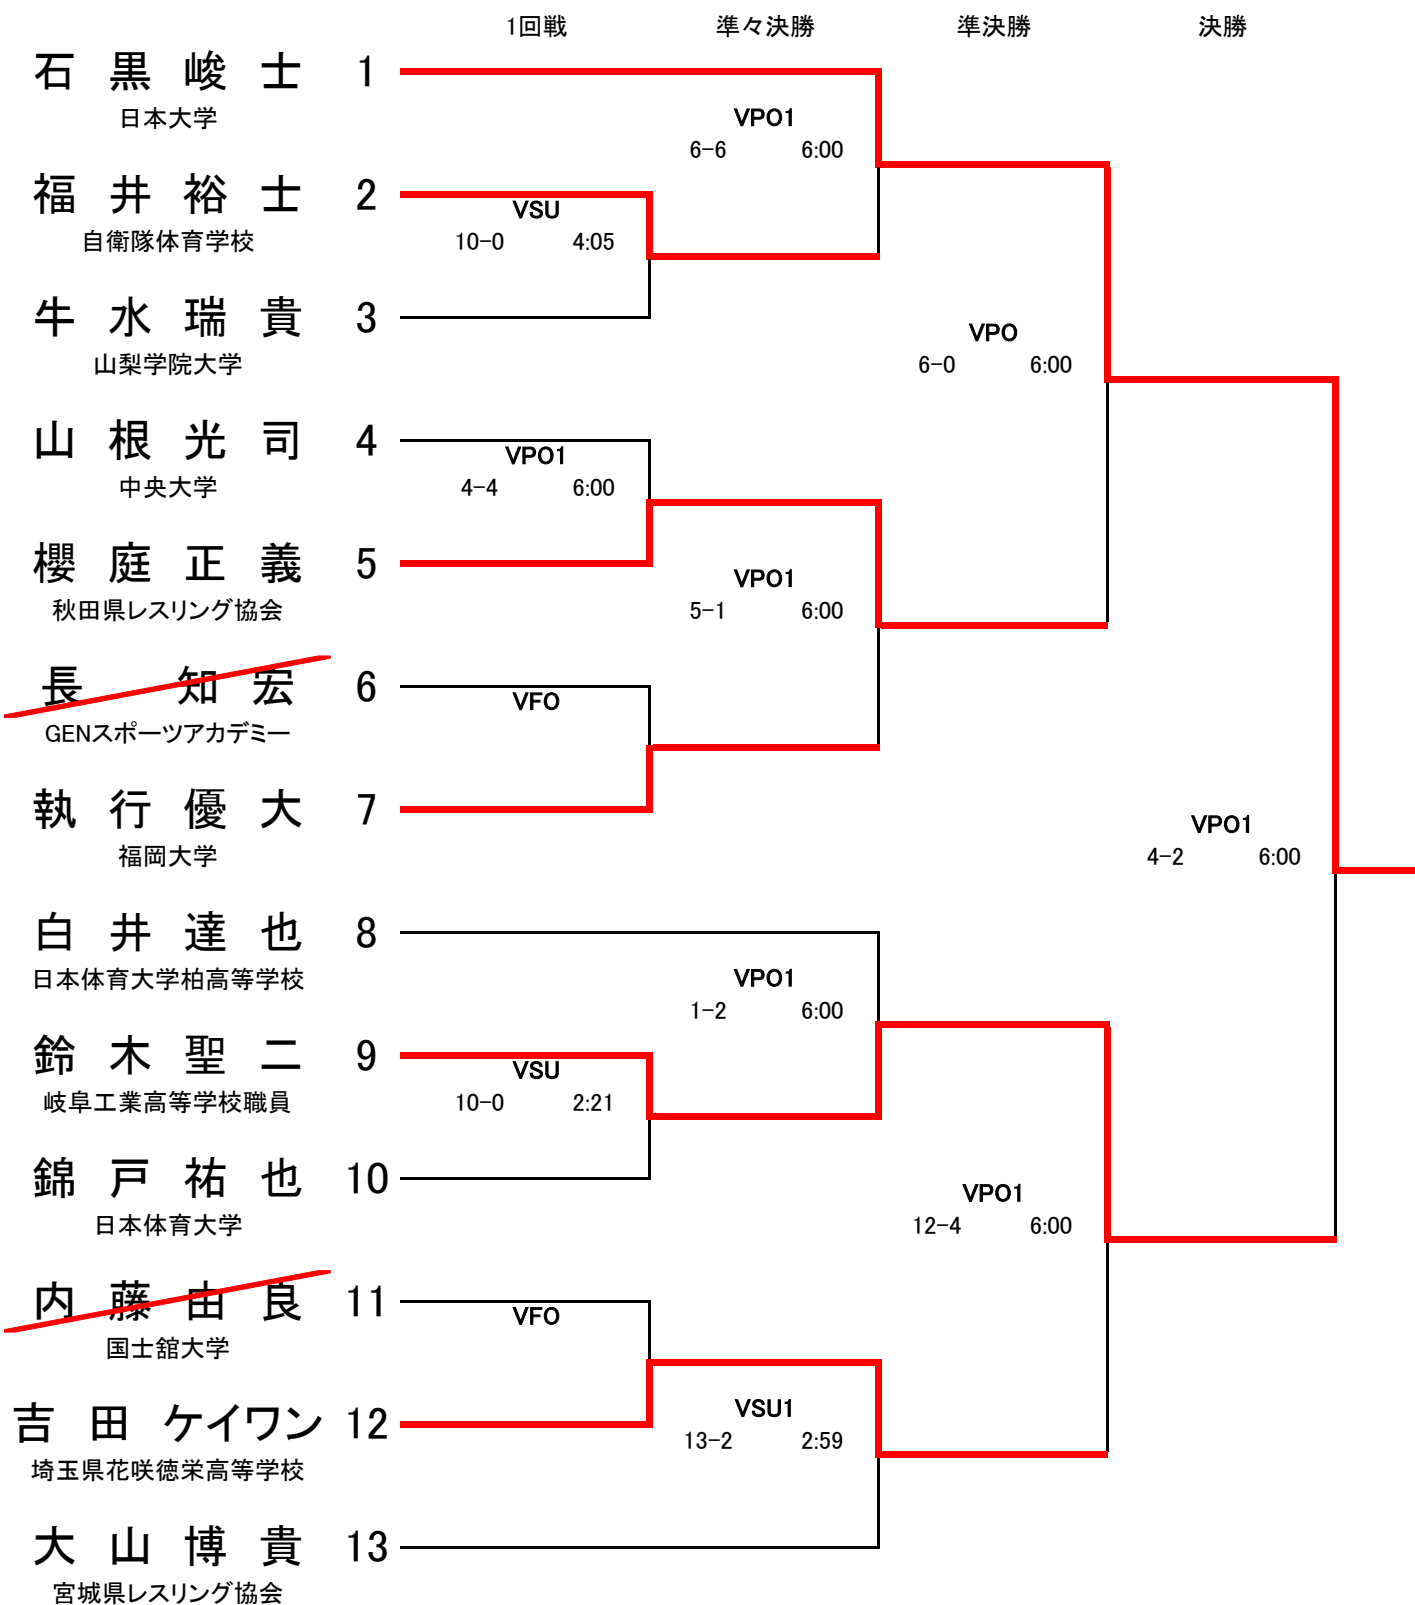 1回戦 準々決勝 準決勝 決勝
石黒峻士 1
日本大学
VPO1
6-6 6:00
福井裕士 2
自衛隊体育学校
VSU
10-0 4:05
牛水瑞貴 3
山梨学院大学
VPO
6-0 6:00
山根光司 4
中央大学
VPO1
4-4 6:00
櫻庭正義 5
秋田県レスリング協会
VPO1
5-1 6:00
長 知宏 6
GENスポーツアカデミー
VFO
執行優大 7
福岡大学
VPO1
4-2 6:00
白井達也 8
日本体育大学柏高等学校
VPO1
1-2 6:00
鈴木聖二 9
岐阜工業高等学校職員
VSU
10-0 2:21
錦戸祐也 10
日本体育大学
VPO1
12-4 6:00
内藤由良 11
国士舘大学
VFO
吉田ケイワン 12
埼玉県花咲徳栄高等学校
VSU1
13-2 2:59
大山博貴 13
宮城県レスリング協会